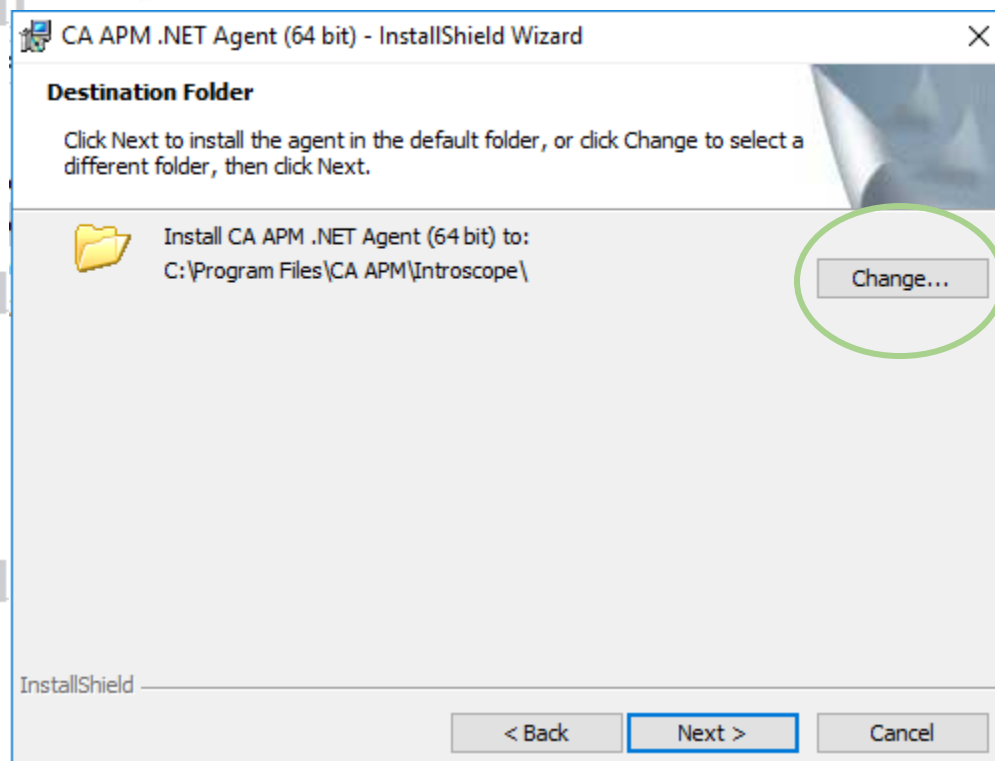 CA APM .NET Agent (64 bit) - InstallShield Wizard
Destination Folder
Click Next to install the agent in the default folder, or click Change to select a
different folder, then click Next.
Install CA APM .NET Agent (64 bit) to:
C:\Program Files\CA APM\Introscope\
Change...
InstallShield
< Back
Next >
Cancel